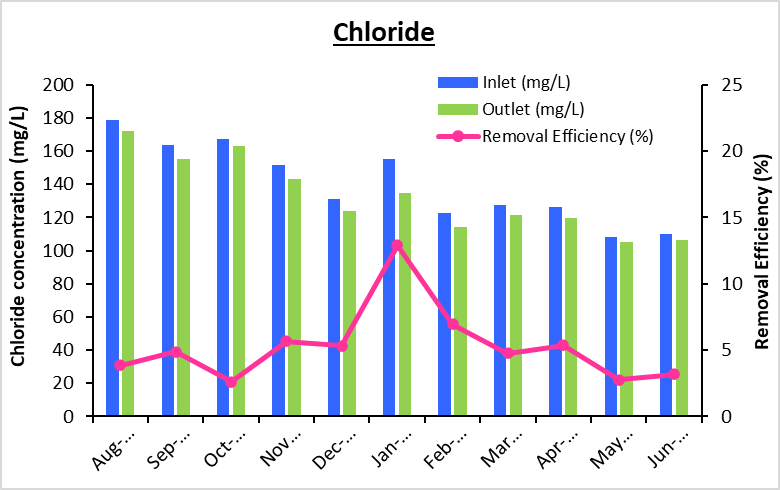 Chloride
Inlet (mg/L)
Outlet (mg/L)
Removal Efficiency (%)
Chloride concentration (mg/L)
200
180
160
140
120
100
80
60
40
20
0
25
20
15
10
5
0
Removal Efficiency (%)
Aug-...
Sep-...
Oct-...
Nov...
Dec-...
Jan-...
Feb-...
Mar...
Apr-...
May...
Jun-...